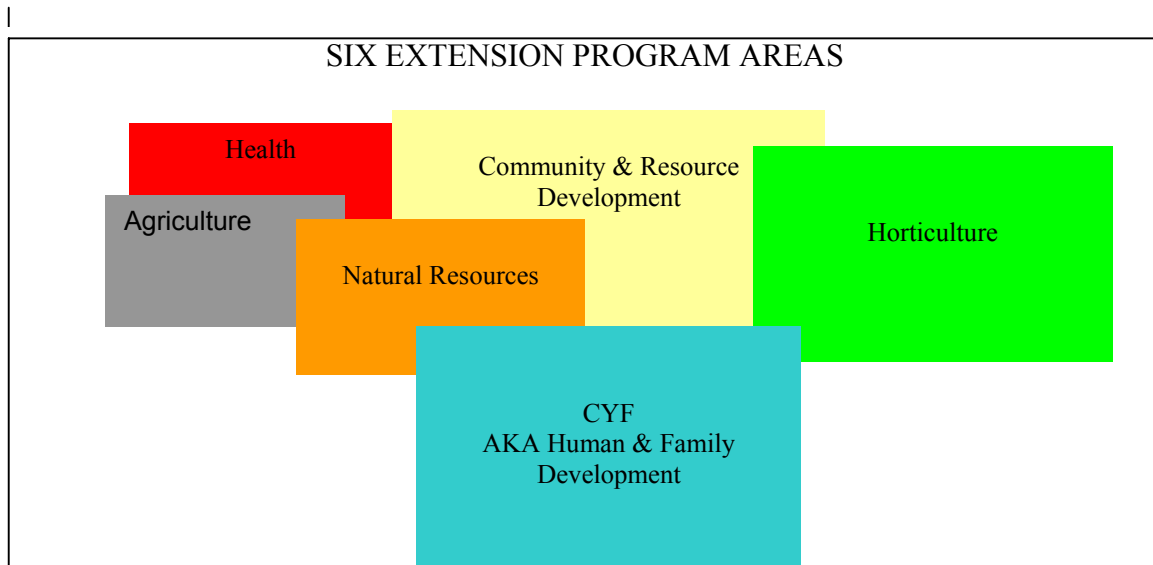 SIX EXTENSION PROGRAM AREAS
Health
Community & Resource
Development
Agriculture
Horticulture
Natural Resources
CYF
AKA Human & Family
Development